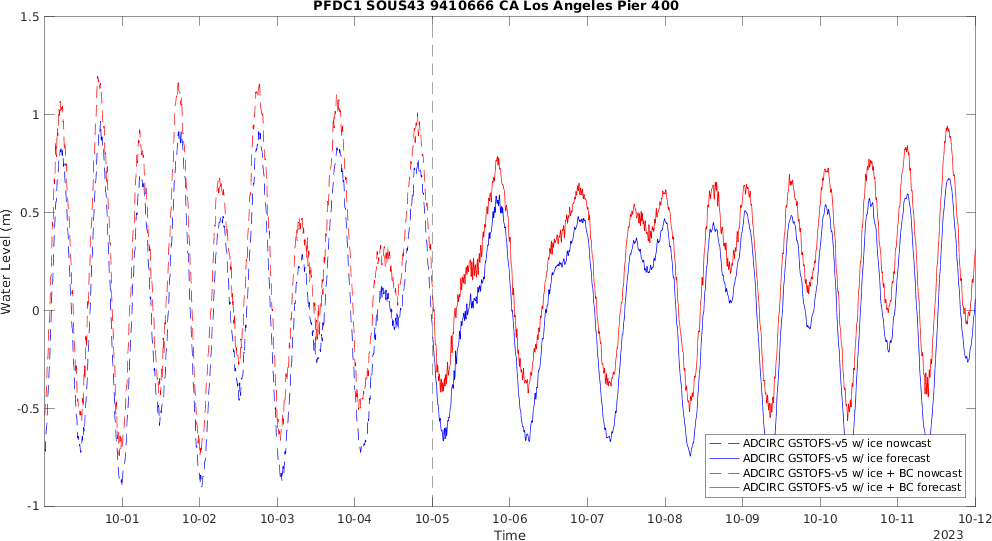 PFDC1 SOUS43 9410666 CA Los Angeles Pier 400
1.5
1
0.5
0
-0.5
-1
Water Level (m)
10-01 10-02 10-03 10-04 10-05 10-06 10-07 10-08 10-09 10-10 10-11 10-12
Time
2023
ADCIRC GSTOFS-v5 w/ ice nowcast
ADCIRC GSTOFS-v5 w/ ice forecast
ADCIRC GSTOFS-v5 w/ ice + BC nowcast
ADCIRC GSTOFS-v5 w/ ice + BC forecast